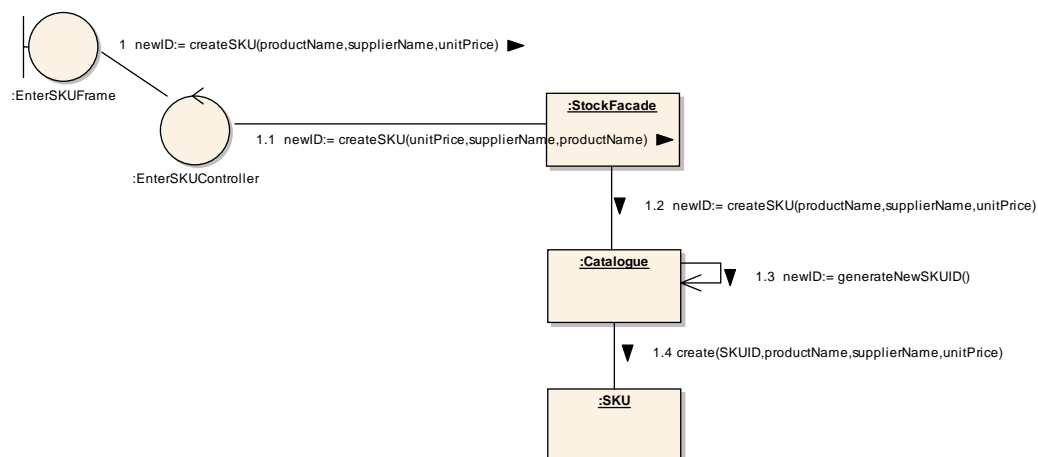 1 newID:= createSKU(productName,supplierName,unitPrice)
:EnterSKUFrame
:StockFacade
1.1 newID:= createSKU(unitPrice,supplierName,productName)
:EnterSKUController
1.2 newID:= createSKU(productName,supplierName,unitPrice)
:Catalogue
1.3 newID:= generateNewSKUID()
1.4 create(SKUID,productName,supplierName,unitPrice)
:SKU